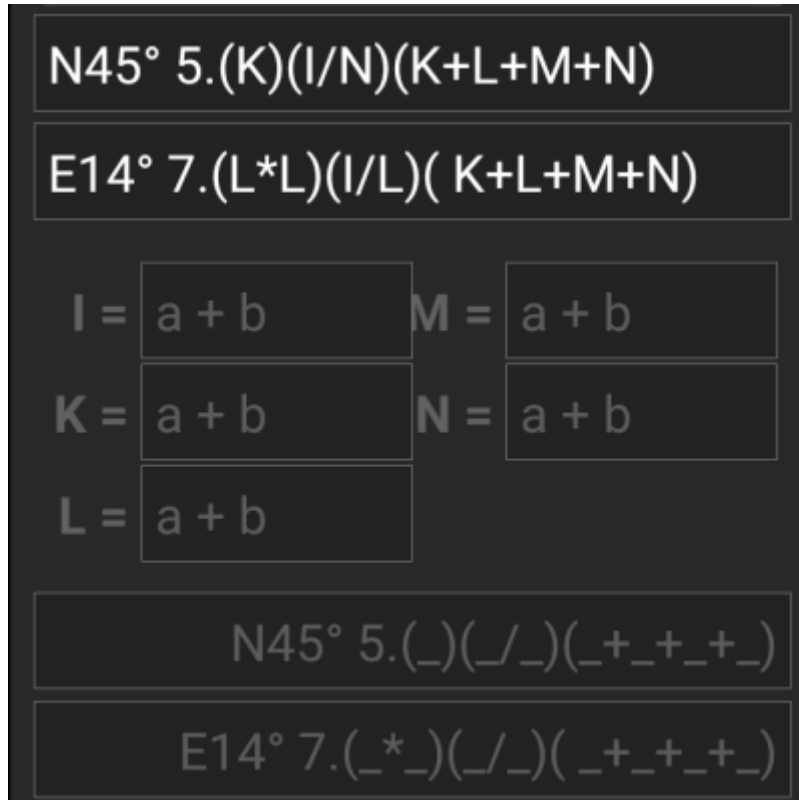 N45° 5.(K)(I/N)(K+L+M+N)
E14° 7.(L*L)(I/L)( K+L+M+N)
I = a + b M = a + b
K = a + b N = a + b
L = a + b
N45° 5.(_)(_/_)(_+_+_+_)
E14° 7.(_*_)(_/_)( _+_+_+_)